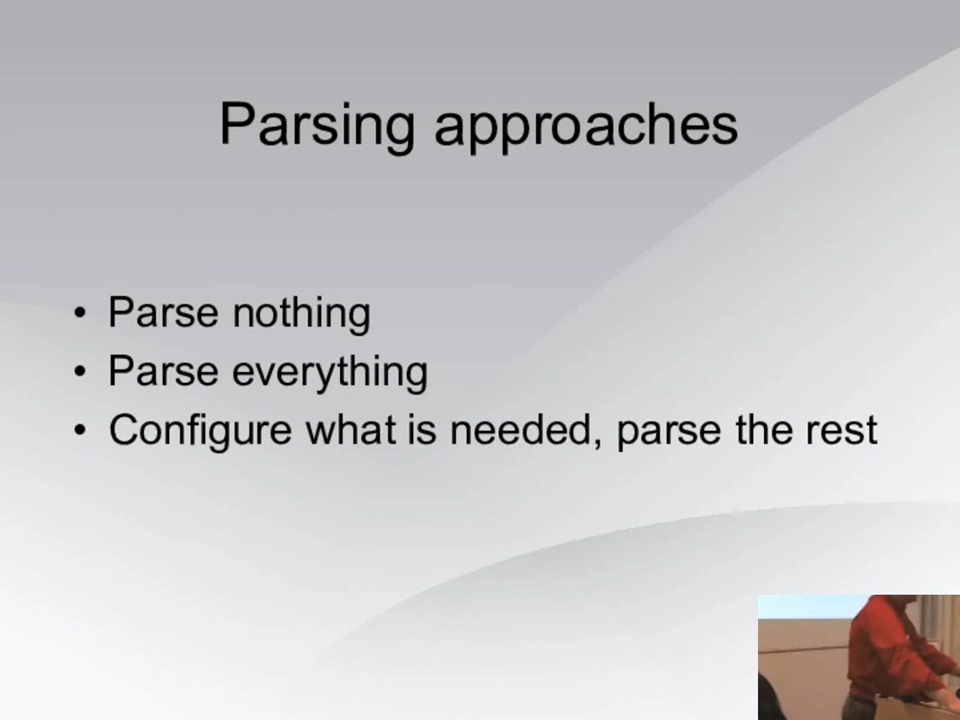 Parsing approaches
• Parse nothing
• Parse everything
• Configure what is needed, parse the rest